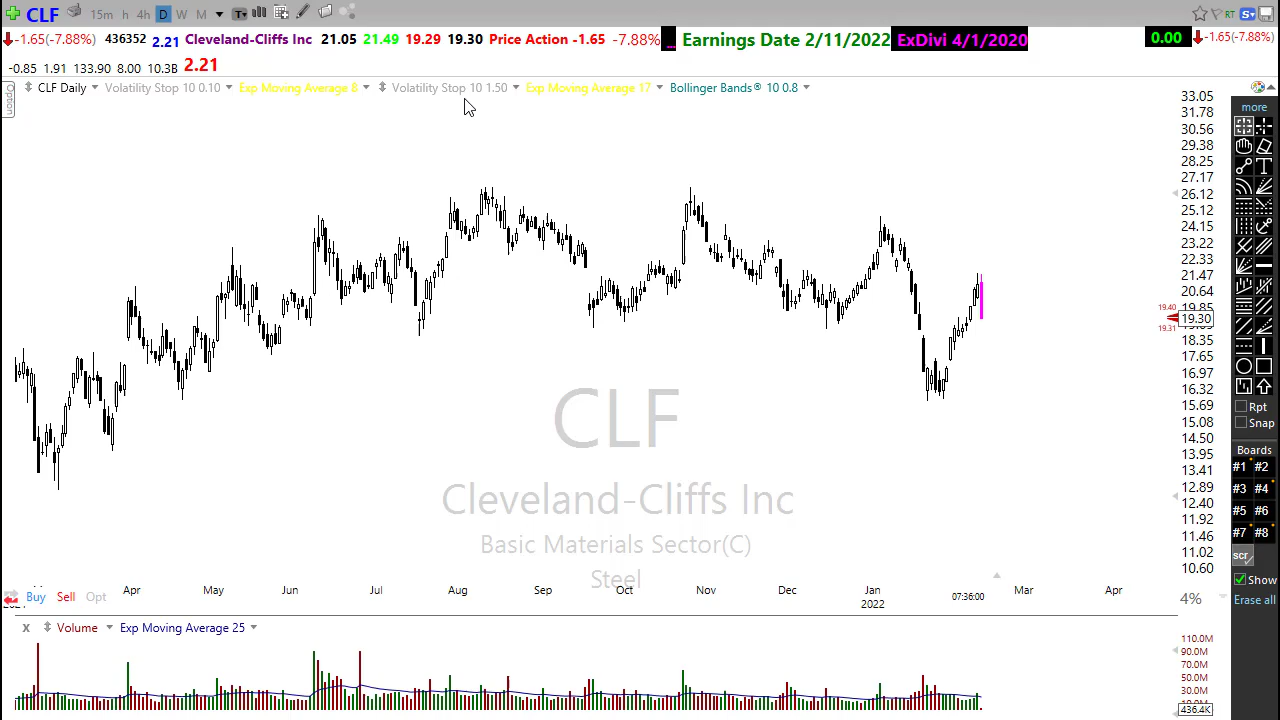 CLF 15m h 4h D W M T RT S
-1.65(-7.88%) 436352 2.21 Cleveland-Cliffs Inc 21.05 21.49 19.29 19.30 Price Action -1.65 -7.88% Earnings Date 2/11/2022 ExDivi 4/1/2020 0.00 -1.65(-7.88%)
-0.85 1.91 133.90 8.00 10.3B 2.21
Option CLF Daily Volatility Stop 10 0.10 Exp Moving Average 8 Volatility Stop 10 1.50 Exp Moving Average 17 Bollinger Bands® 10 0.8
33.05
31.78
30.56
29.38
28.25
27.17
26.12
25.12
24.15
23.22
22.33
21.47
20.64
19.85
19.40
19.30
19.31
18.35
17.65
16.97
16.32
15.69
15.08
14.50
13.95
13.41
12.89
12.40
11.92
11.46
11.02
10.60
more
Rpt
Snap
Boards
#1 #2
#3 #4
#5 #6
#7 #8
scr
Show
Erase all
CLF
Cleveland-Cliffs Inc
Basic Materials Sector(C)
Steel
Apr May Jun Jul Aug Sep Oct Nov Dec Jan 07:36:00 Mar Apr
2022
Buy Sell Opt 4%
X Volume Exp Moving Average 25
110.0M
90.0M
70.0M
50.0M
30.0M
436.4K